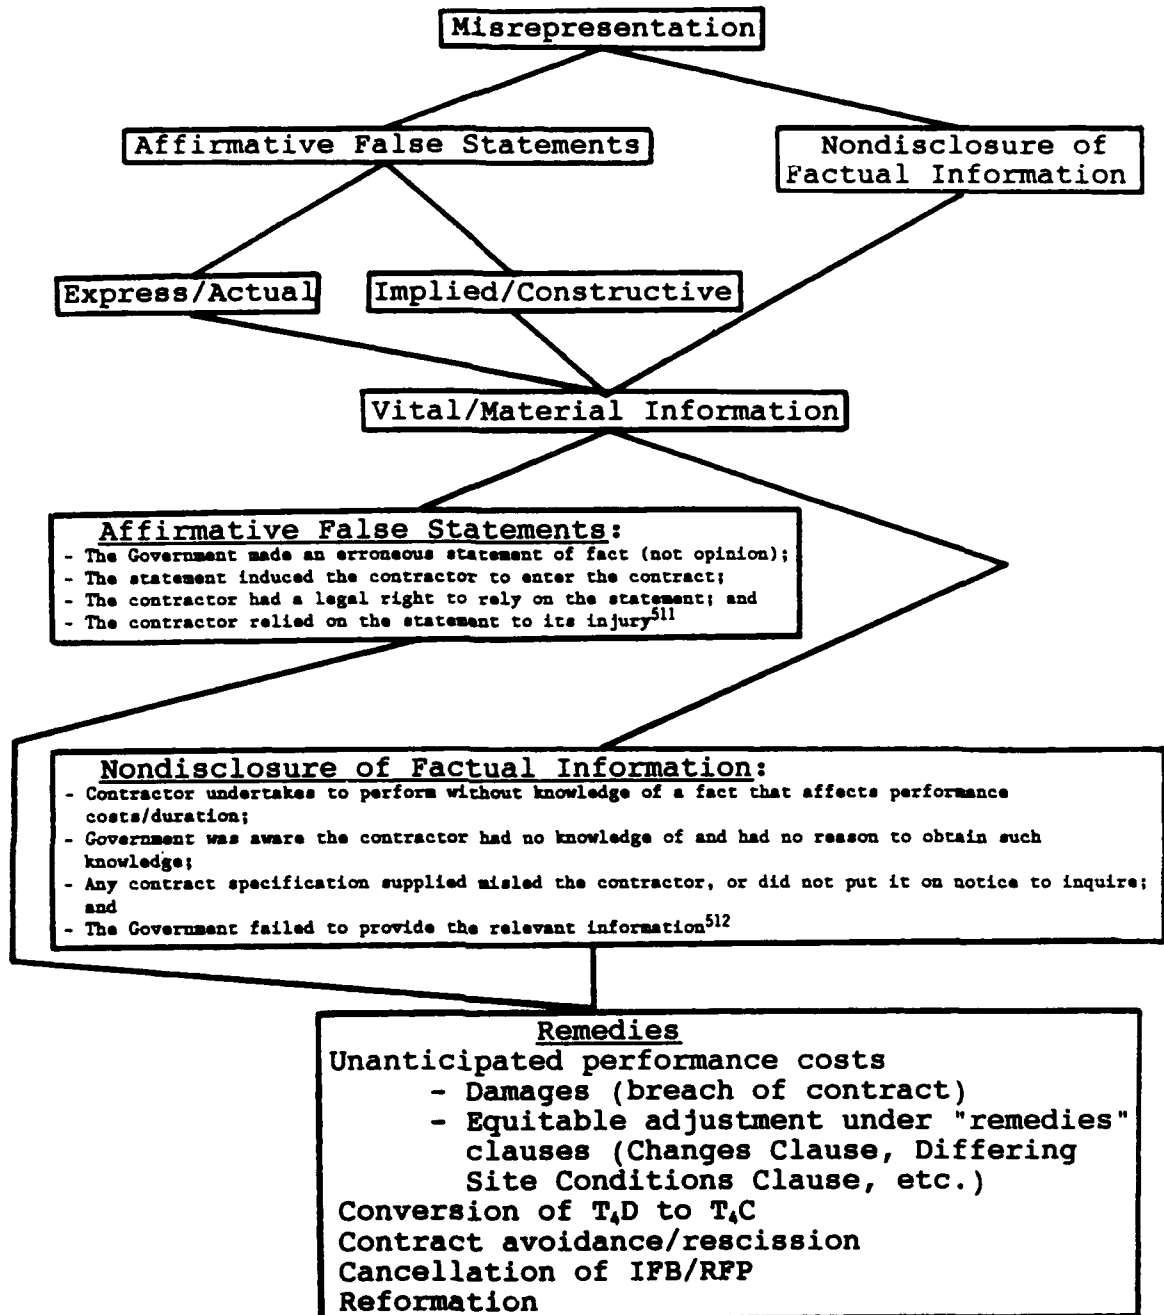 Misrepresentation
Affirmative False Statements
Nondisclosure of
Factual Information
Express/Actual
Implied/Constructive
Vital/Material Information
Affirmative False Statements:
- The Government made an erroneous statement of fact (not opinion);
- The statement induced the contractor to enter the contract;
- The contractor had a legal right to rely on the statement; and
- The contractor relied on the statement to its injury511
Nondisclosure of Factual Information:
- Contractor undertakes to perform without knowledge of a fact that affects performance
costs/duration;
- Government was aware the contractor had no knowledge of and had no reason to obtain such
knowledge;
- Any contract specification supplied misled the contractor, or did not put it on notice to inquire;
and
- The Government failed to provide the relevant information512
Remedies
Unanticipated performance costs
- Damages (breach of contract)
- Equitable adjustment under "remedies"
clauses (Changes Clause, Differing
Site Conditions Clause, etc.)
Conversion of T4D to T4C
Contract avoidance/rescission
Cancellation of IFB/RFP
Reformation